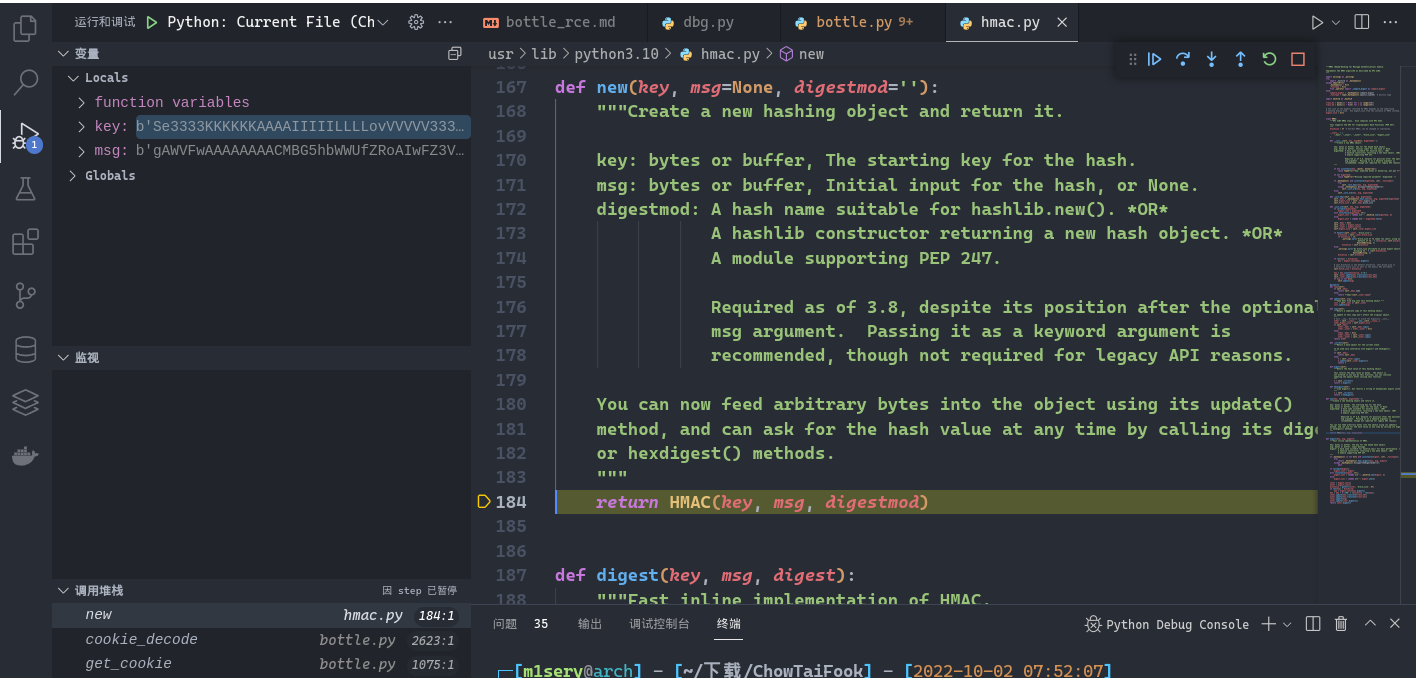 运行和调试 Python: Current File (Ch
bottle_rce.md
dbg.py
bottle.py 9+
hmac.py
变量
Locals
function variables
key: b'Se3333KKKKKKAAAAIIIIILLLLLovVVVVV333…
msg: b'gAWVFwAAAAAAAACMBG5hbWWUfZRoAIwFZ3V…
Globals
监视
调用堆栈 因 step 已暂停
new hmac.py 184:1
cookie_decode bottle.py 2623:1
get_cookie bottle.py 1075:1
1
usr > lib > python3.10 > hmac.py > new
166
167 def new(key, msg=None, digestmod=''):
168 """Create a new hashing object and return it.
169
170 key: bytes or buffer, The starting key for the hash.
171 msg: bytes or buffer, Initial input for the hash, or None.
172 digestmod: A hash name suitable for hashlib.new(). *OR*
173 A hashlib constructor returning a new hash object. *OR*
174 A module supporting PEP 247.
175
176 Required as of 3.8, despite its position after the optional
177 msg argument.  Passing it as a keyword argument is
178 recommended, though not required for legacy API reasons.
179
180 You can now feed arbitrary bytes into the object using its update()
181 method, and can ask for the hash value at any time by calling its dige
182 or hexdigest() methods.
183 """
184 return HMAC(key, msg, digestmod)
185
186
187 def digest(key, msg, digest):
188 """Fast inline implementation of HMAC.
问题 35 输出 调试控制台 终端 Python Debug Console
[m1serv@arch] - [~/下载/ChowTaiFook] - [2022-10-02 07:52:07]